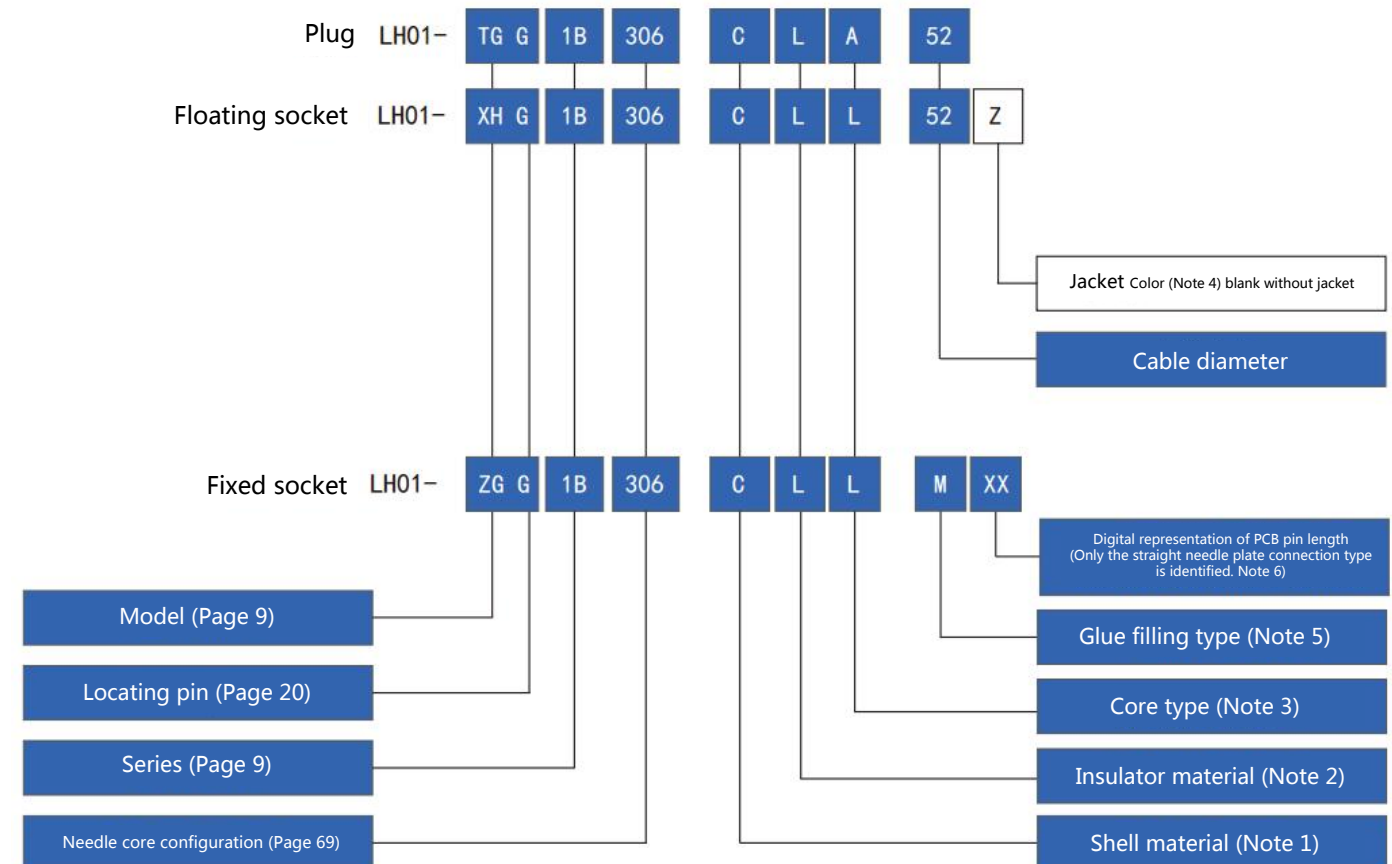 Plug LH01- TG G 1B 306 C L A 52
Floating socket LH01- XH G 1B 306 C L L 52 Z
Jacket Color (Note 4) blank without jacket
Cable diameter
Fixed socket LH01- ZG G 1B 306 C L L M XX
Digital representation of PCB pin length
(Only the straight needle plate connection type
is identified. Note 6)
Model (Page 9)
Glue filling type (Note 5)
Locating pin (Page 20)
Core type (Note 3)
Series (Page 9)
Insulator material (Note 2)
Needle core configuration (Page 69)
Shell material (Note 1)